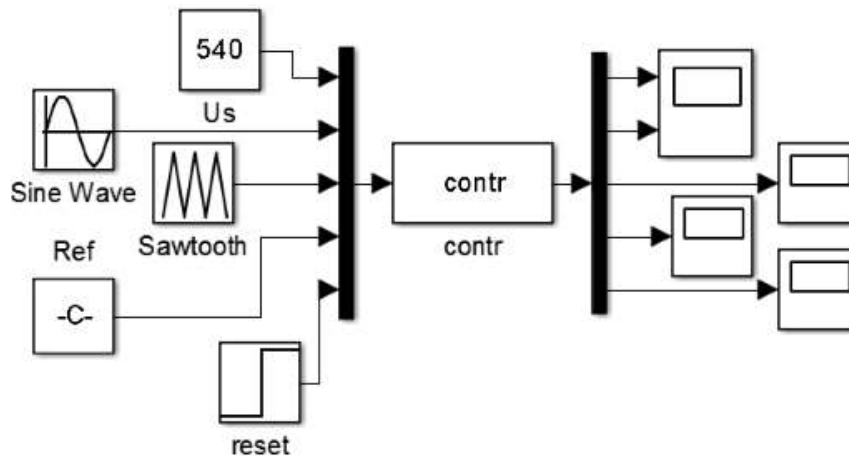 540
Us
Sine Wave
Sawtooth
contr
contr
Ref
-C-
reset